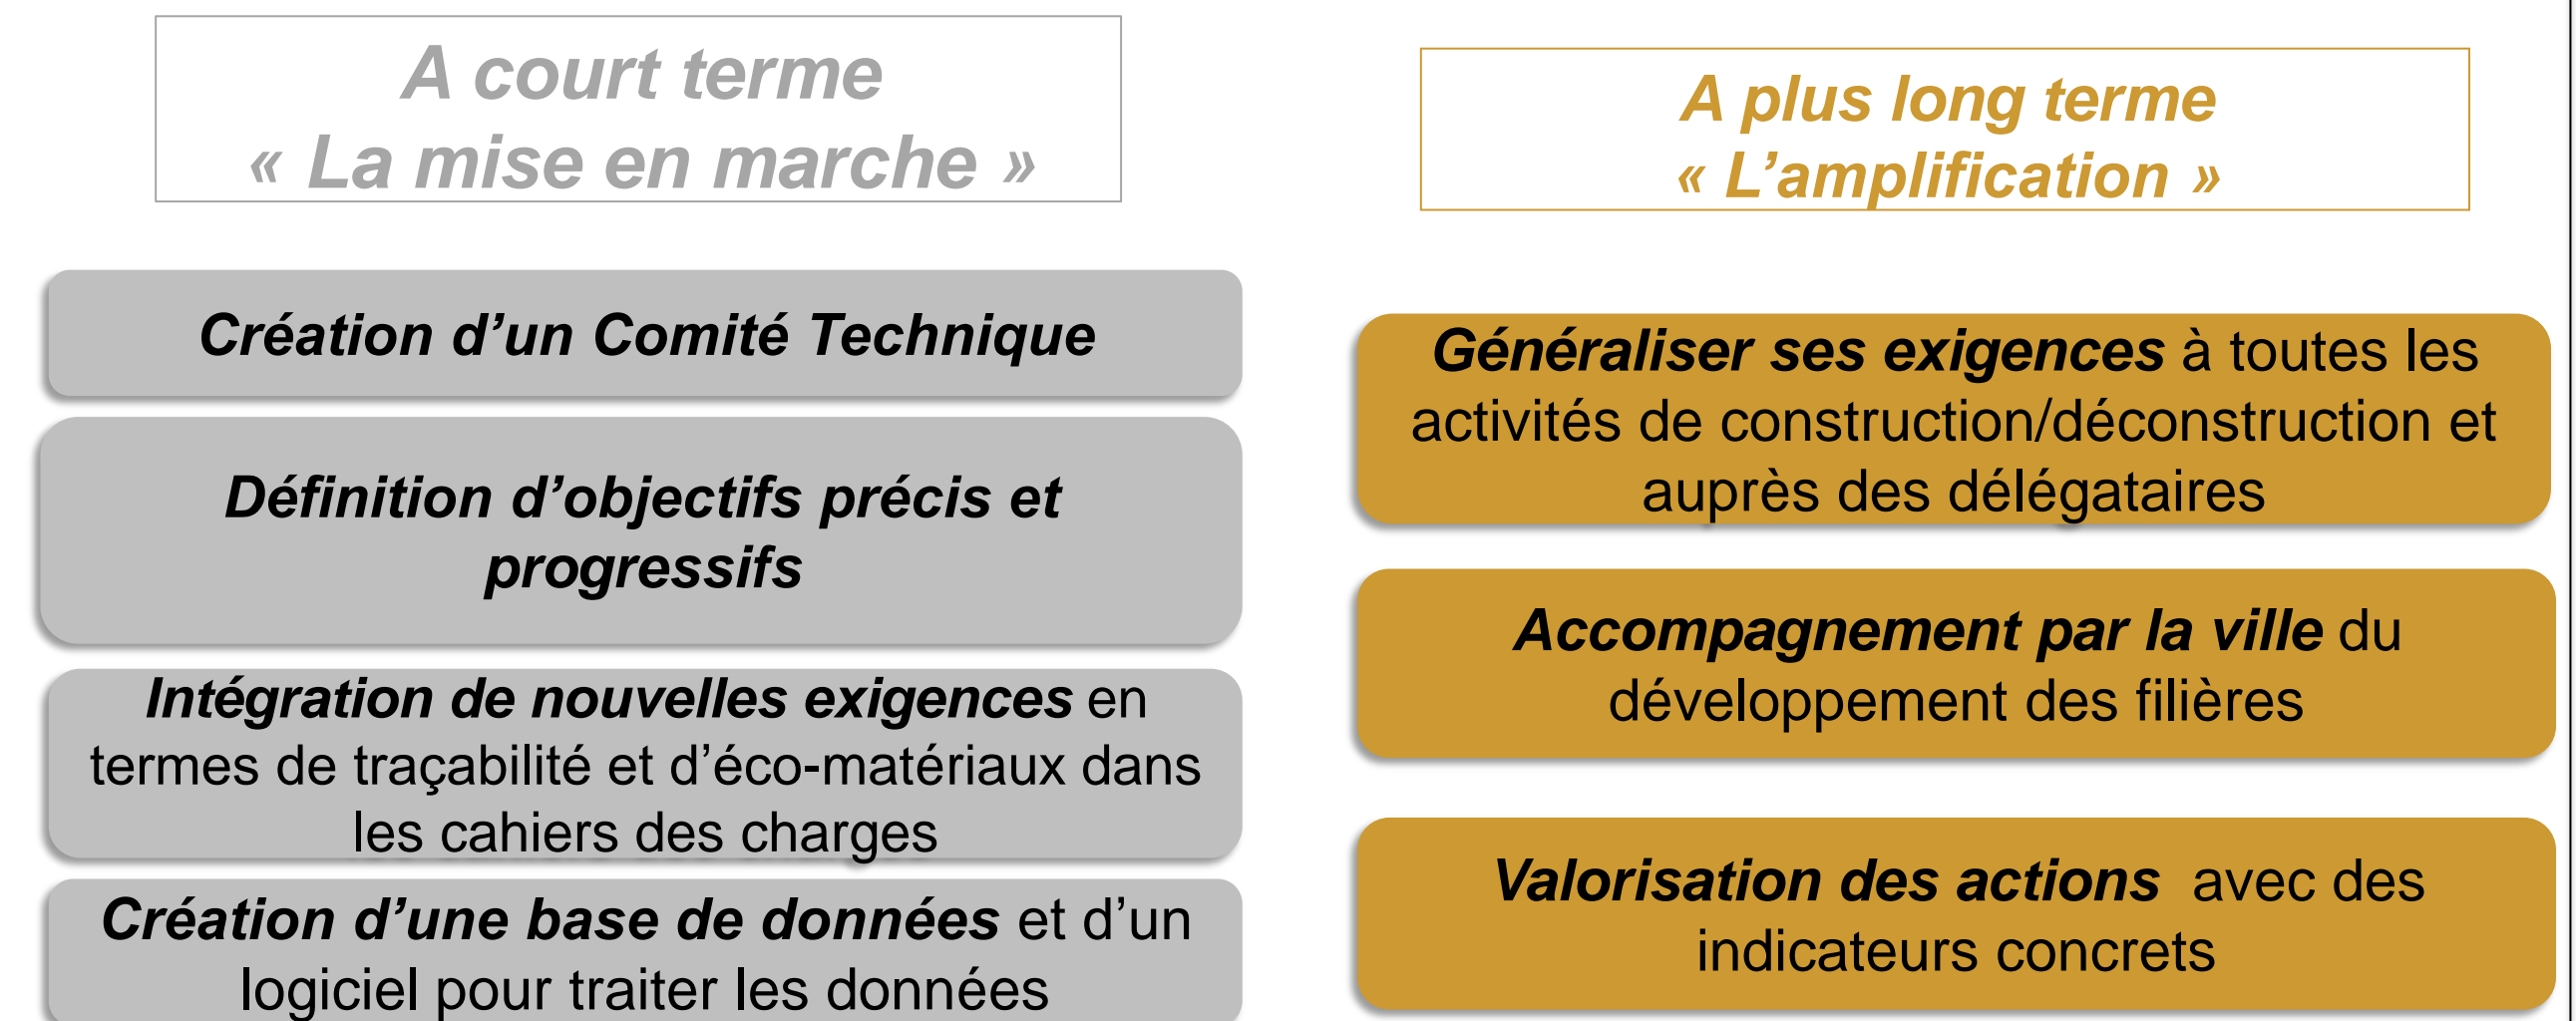 A court terme
« La mise en marche »
Création d’un Comité Technique
Définition d’objectifs précis et
progressifs
Intégration de nouvelles exigences en
termes de traçabilité et d’éco-matériaux dans
les cahiers des charges
Création d’une base de données et d’un
logiciel pour traiter les données
A plus long terme
« L’amplification »
Généraliser ses exigences à toutes les
activités de construction/déconstruction et
auprès des délégataires
Accompagnement par la ville du
développement des filières
Valorisation des actions avec des
indicateurs concrets